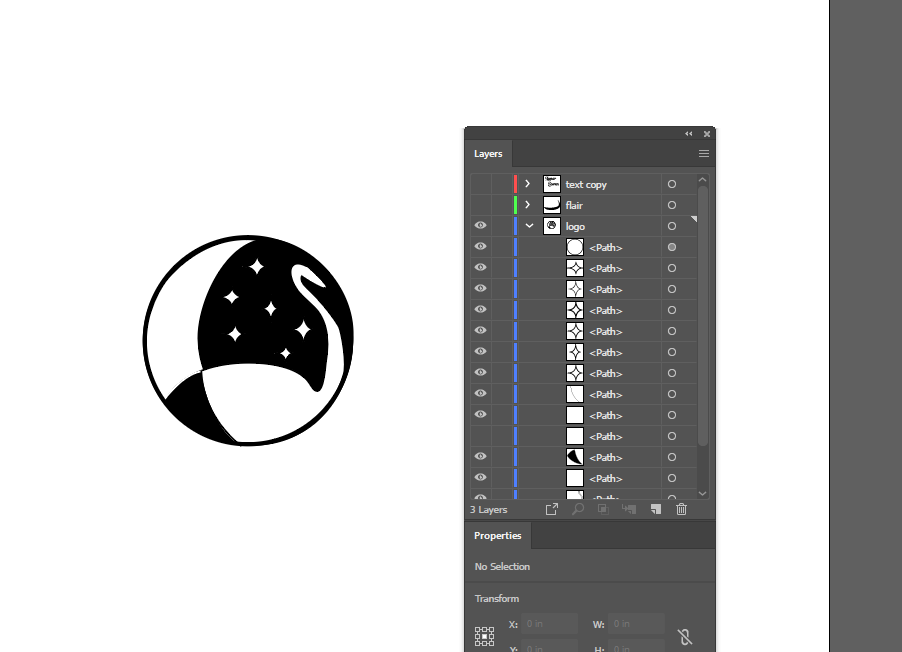 Layers
text copy
flair
logo
<Path>
<Path>
<Path>
<Path>
<Path>
<Path>
<Path>
<Path>
<Path>
<Path>
<Path>
<Path>
<Path>
3 Layers
Properties
No Selection
Transform
X: 0 in W: 0 in
Y: 0 in H: 0 in